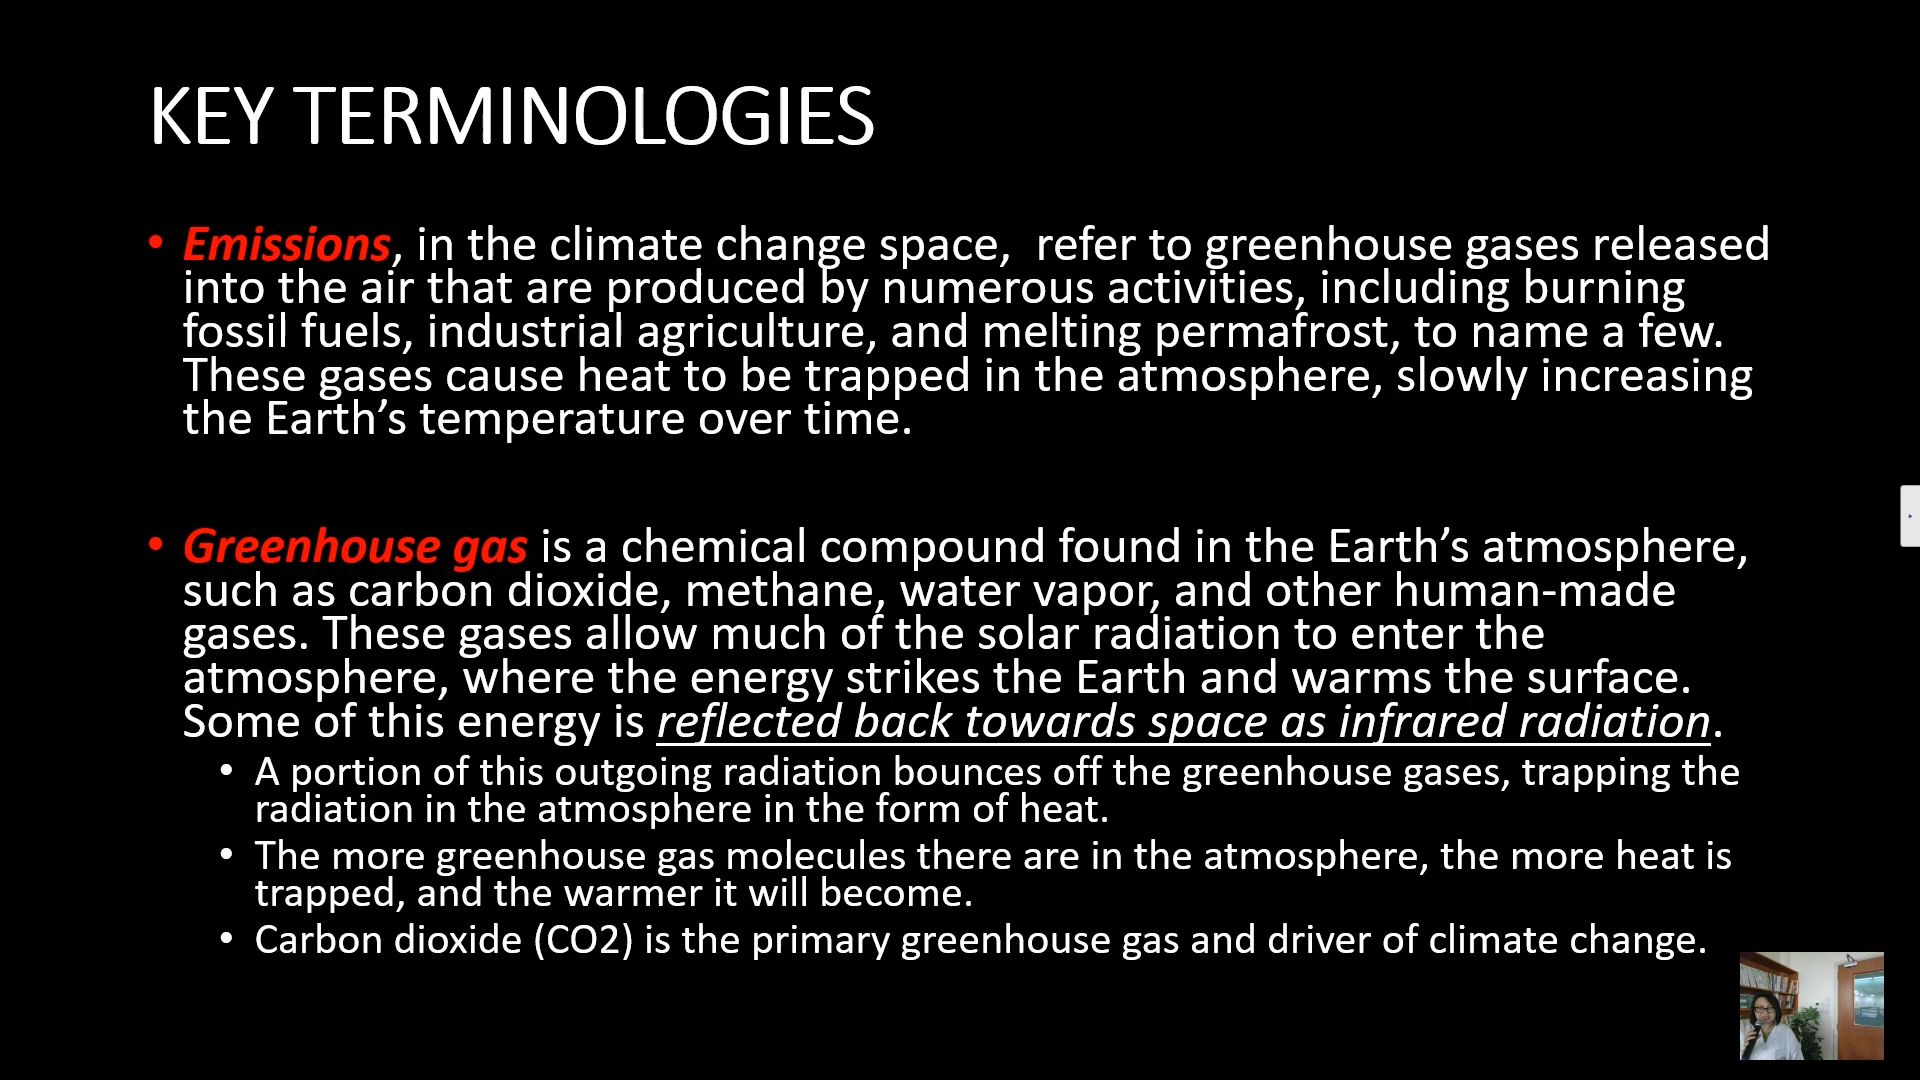 KEY TERMINOLOGIES
• Emissions, in the climate change space,  refer to greenhouse gases released
into the air that are produced by numerous activities, including burning
fossil fuels, industrial agriculture, and melting permafrost, to name a few.
These gases cause heat to be trapped in the atmosphere, slowly increasing
the Earth’s temperature over time.
• Greenhouse gas is a chemical compound found in the Earth’s atmosphere,
such as carbon dioxide, methane, water vapor, and other human-made
gases. These gases allow much of the solar radiation to enter the
atmosphere, where the energy strikes the Earth and warms the surface.
Some of this energy is reflected back towards space as infrared radiation.
• A portion of this outgoing radiation bounces off the greenhouse gases, trapping the
radiation in the atmosphere in the form of heat.
• The more greenhouse gas molecules there are in the atmosphere, the more heat is
trapped, and the warmer it will become.
• Carbon dioxide (CO2) is the primary greenhouse gas and driver of climate change.